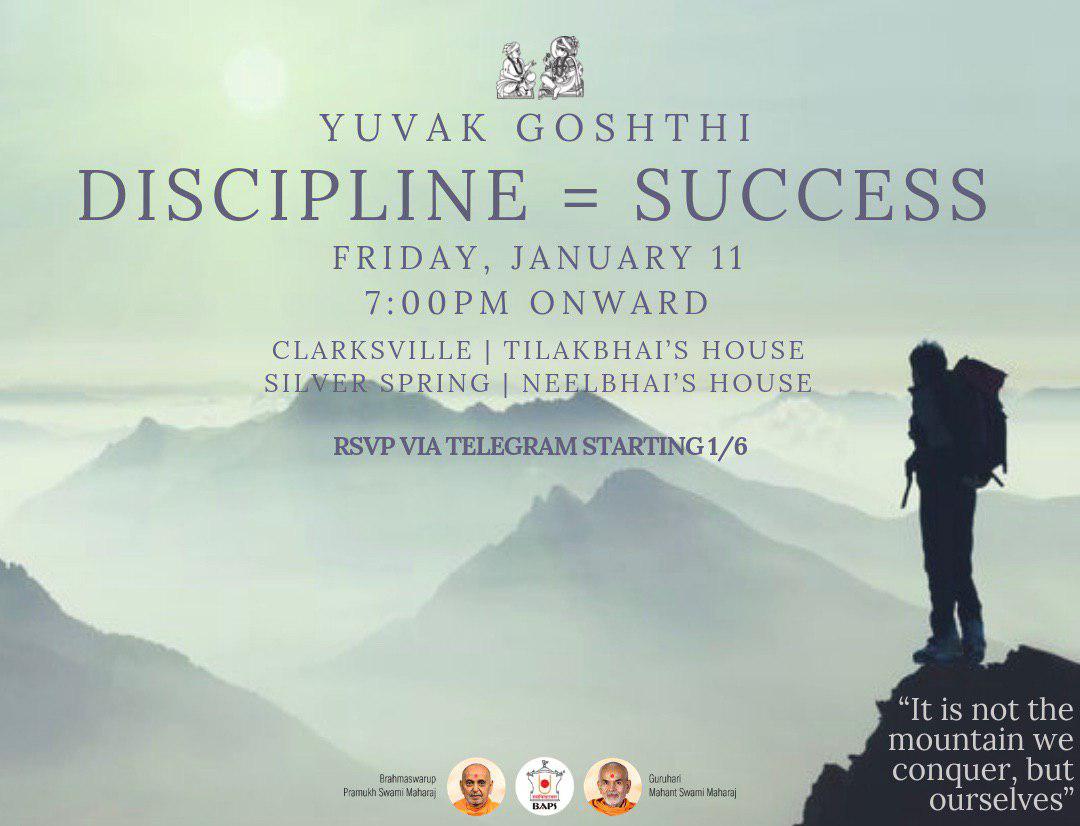 YUVAK GOSHTHI
DISCIPLINE = SUCCESS
FRIDAY, JANUARY 11
7:00PM ONWARD
CLARKSVILLE | TILAKBHAI’S HOUSE
SILVER SPRING | NEELBHAI’S HOUSE
RSVP VIA TELEGRAM STARTING 1/6
“It is not the
mountain we
conquer, but
ourselves”
Brahmaswarup
Pramukh Swami Maharaj
BAPS
Guruhari
Mahant Swami Maharaj